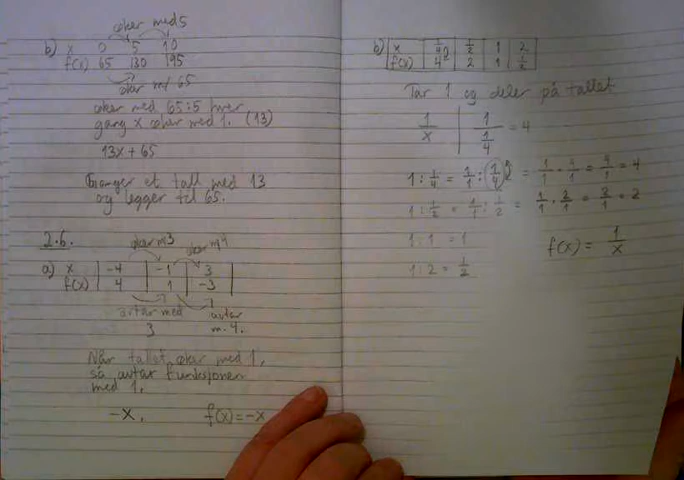 øker med 5
b) x 0 5 10
f(x) 65 130 195
øker m/ 65
øker med 65:5 hver
gang x øker med 1. (13)
13x + 65
Ganger et tall med 13
og legger til 65.
2.6.
øker m 3 øker m 4
a) x -4 -1 3
f(x) 4 1 -3
avtar med avtar
3 m. 4.
Når tallet øker med 1,
så avtar funksjonen
med 1.
-x. f(x) = -x
b) x 1/4 1/2 1 2
f(x) 4 2 1 1/2
Tar 1 og deler på tallet
1/x | 1/(1/4) = 4
1 : 1/4 = 1/1 : 1/4 = 1/1 · 4/1 = 4/1 = 4
1 : 1/2 = 1/1 : 1/2 = 1/1 · 2/1 = 2/1 = 2
1 : 1 = 1
1 : 2 = 1/2
f(x) = 1/x